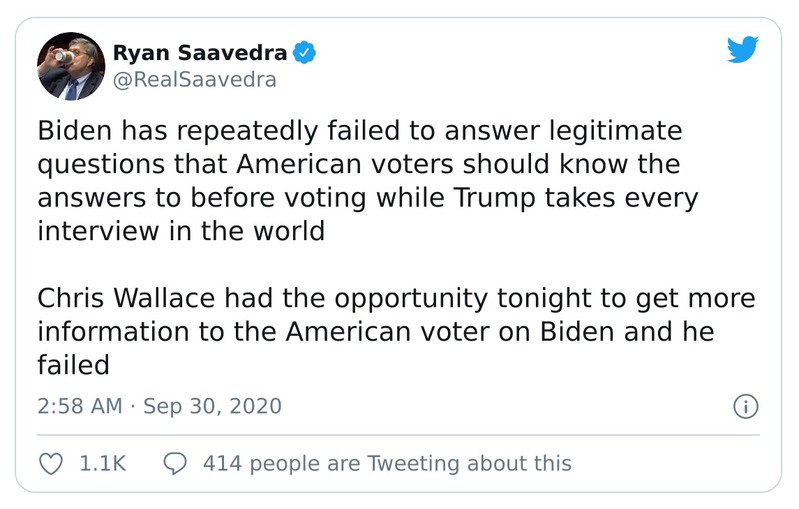 Ryan Saavedra
@RealSaavedra
Biden has repeatedly failed to answer legitimate
questions that American voters should know the
answers to before voting while Trump takes every
interview in the world
Chris Wallace had the opportunity tonight to get more
information to the American voter on Biden and he
failed
2:58 AM · Sep 30, 2020
1.1K 414 people are Tweeting about this